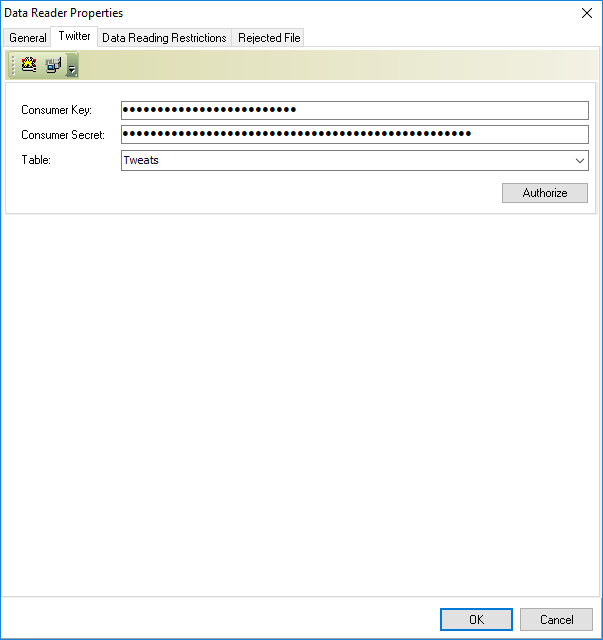 Data Reader Properties
General Twitter Data Reading Restrictions Rejected File
Consumer Key: •••••••••••••••••••••••••
Consumer Secret: ••••••••••••••••••••••••••••••••••••••••••••••••••
Table: Tweats
Authorize
OK Cancel